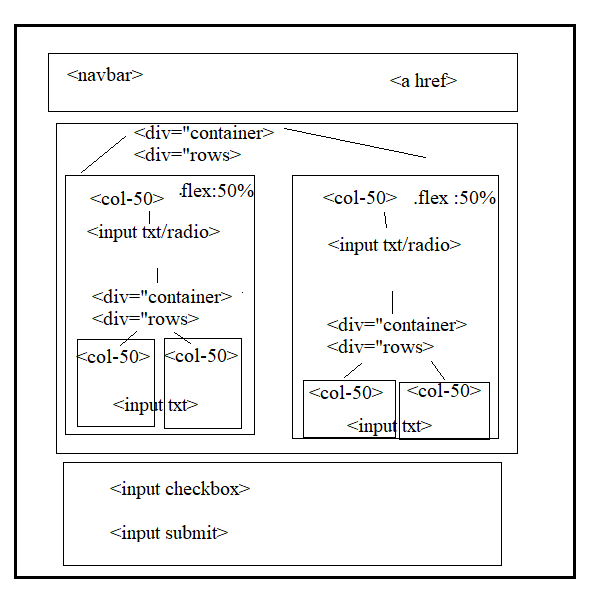 <navbar>
<a href>
<div="container>
<div="rows>
<col-50> .flex:50%
<input txt/radio>
<div="container>
<div="rows>
<col-50> <col-50>
<input txt>
<col-50> .flex :50%
<input txt/radio>
<div="container>
<div="rows>
<col-50> <col-50>
<input txt>
<input checkbox>
<input submit>